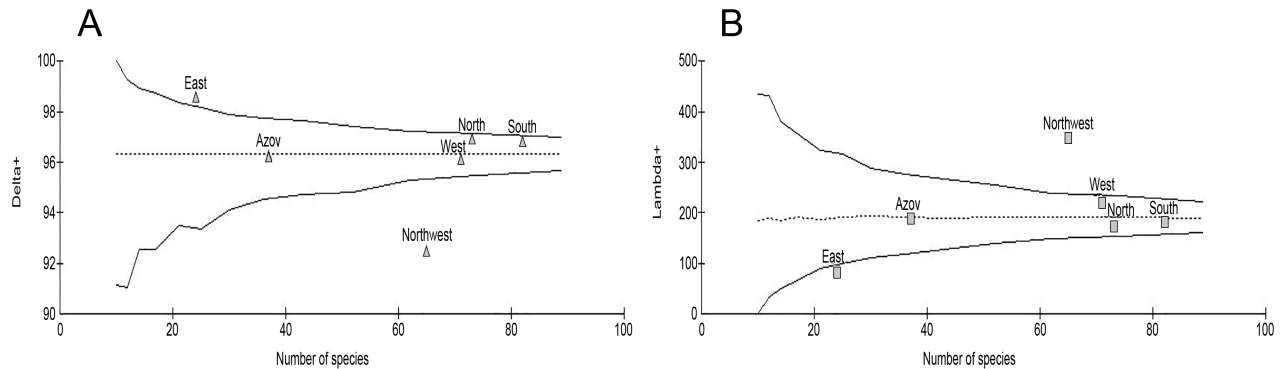 A
B
100
98
96
94
92
90
Delta+
East
Azov
North
South
West
Northwest
0
20
40
60
80
100
Number of species
500
400
300
200
100
0
Lambda+
Northwest
West
Azov
North
South
East
0
20
40
60
80
100
Number of species